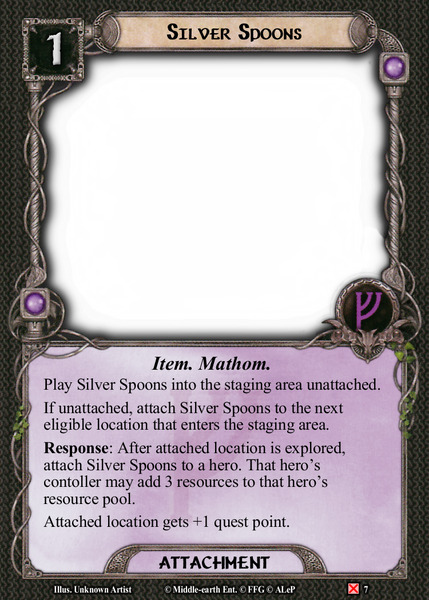 1
Silver Spoons
Item. Mathom.
Play Silver Spoons into the staging area unattached.
If unattached, attach Silver Spoons to the next
eligible location that enters the staging area.
Response: After attached location is explored,
attach Silver Spoons to a hero. That hero's
contoller may add 3 resources to that hero's
resource pool.
Attached location gets +1 quest point.
ATTACHMENT
Illus. Unknown Artist © Middle-earth Ent. © FFG © ALeP 7